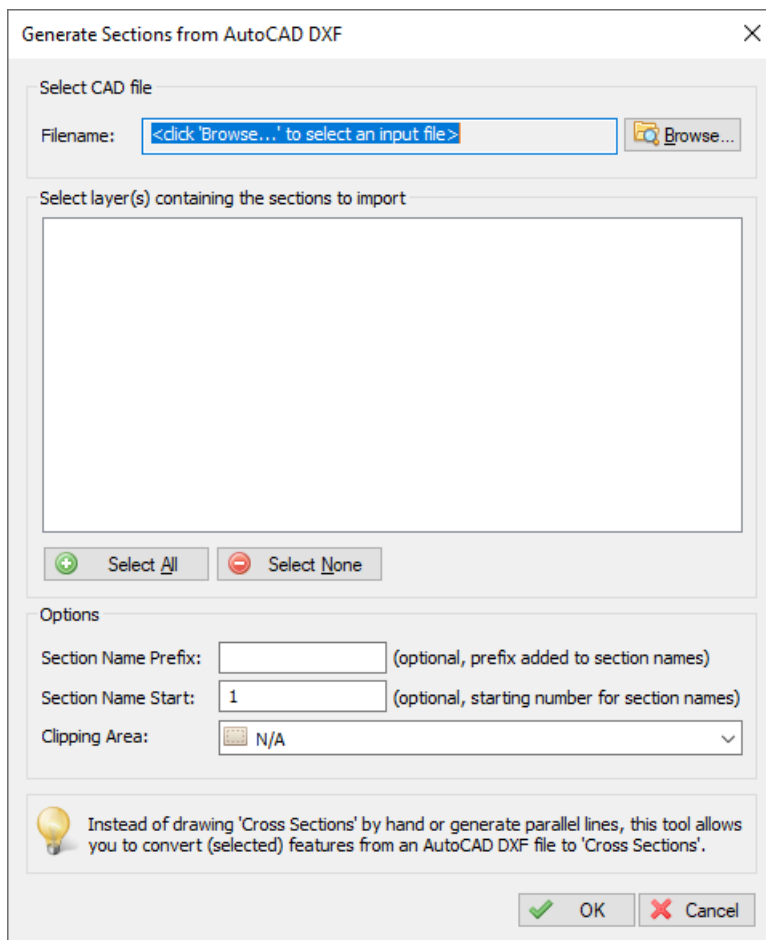 Generate Sections from AutoCAD DXF
Select CAD file
Filename: <click 'Browse...' to select an input file> Browse...
Select layer(s) containing the sections to import
Select All Select None
Options
Section Name Prefix: (optional, prefix added to section names)
Section Name Start: 1 (optional, starting number for section names)
Clipping Area: N/A
Instead of drawing 'Cross Sections' by hand or generate parallel lines, this tool allows
you to convert (selected) features from an AutoCAD DXF file to 'Cross Sections'.
OK Cancel